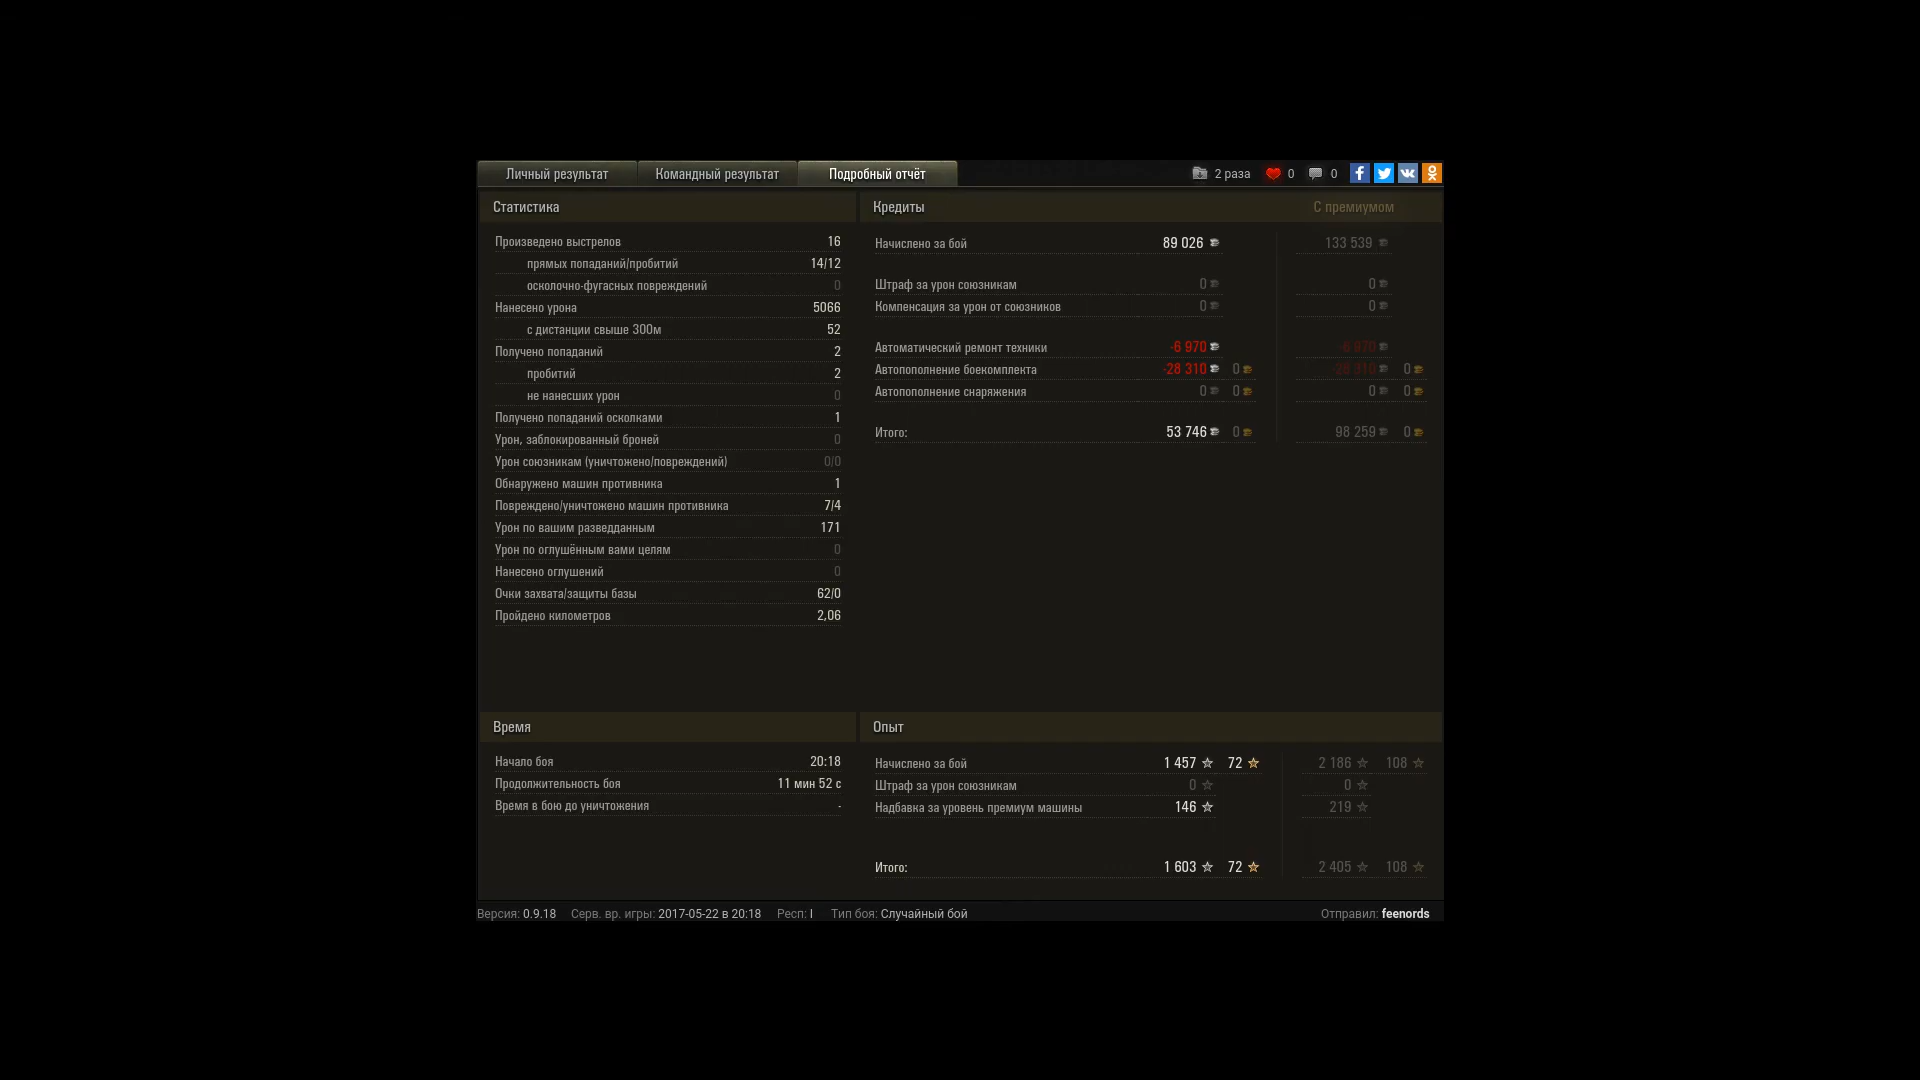 Личный результат Командный результат Подробный отчёт 2 раза 0 0
Статистика
Произведено выстрелов 16
прямых попаданий/пробитий 14/12
осколочно-фугасных повреждений 0
Нанесено урона 5066
с дистанции свыше 300м 52
Получено попаданий 2
пробитий 2
не нанесших урон 0
Получено попаданий осколками 1
Урон, заблокированный броней 0
Урон союзникам (уничтожено/повреждений) 0/0
Обнаружено машин противника 1
Повреждено/уничтожено машин противника 7/4
Урон по вашим разведданным 171
Урон по оглушённым вами целям 0
Нанесено оглушений 0
Очки захвата/защиты базы 62/0
Пройдено километров 2,06
Кредиты С премиумом
Начислено за бой 89 026 133 539
Штраф за урон союзникам 0 0
Компенсация за урон от союзников 0 0
Автоматический ремонт техники -6 970 -6 970
Автопополнение боекомплекта -28 310 0 -28 310 0
Автопополнение снаряжения 0 0 0 0
Итого: 53 746 0 98 259 0
Время
Начало боя 20:18
Продолжительность боя 11 мин 52 с
Время в бою до уничтожения -
Опыт
Начислено за бой 1 457 72 2 186 108
Штраф за урон союзникам 0 0
Надбавка за уровень премиум машины 146 219
Итого: 1 603 72 2 405 108
Версия: 0.9.18 Серв. вр. игры: 2017-05-22 в 20:18 Респ: I Тип боя: Случайный бой Отправил: feenords